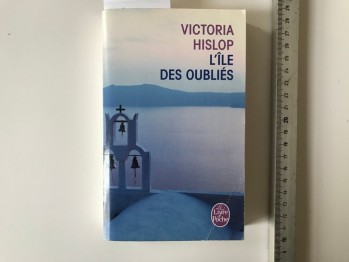 VICTORIA
HISLOP
L'ÎLE
DES OUBLIÉS
Le Livre
de Poche